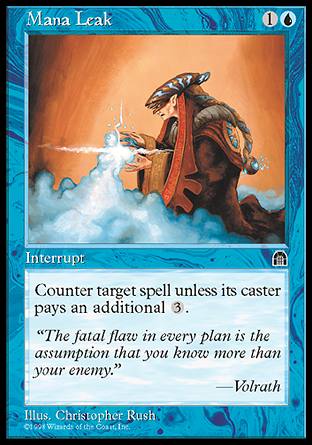 Mana Leak 1
Interrupt
Counter target spell unless its caster
pays an additional 3.
“The fatal flaw in every plan is the
assumption that you know more than
your enemy.”
—Volrath
Illus. Christopher Rush
©1998 Wizards of the Coast, Inc.